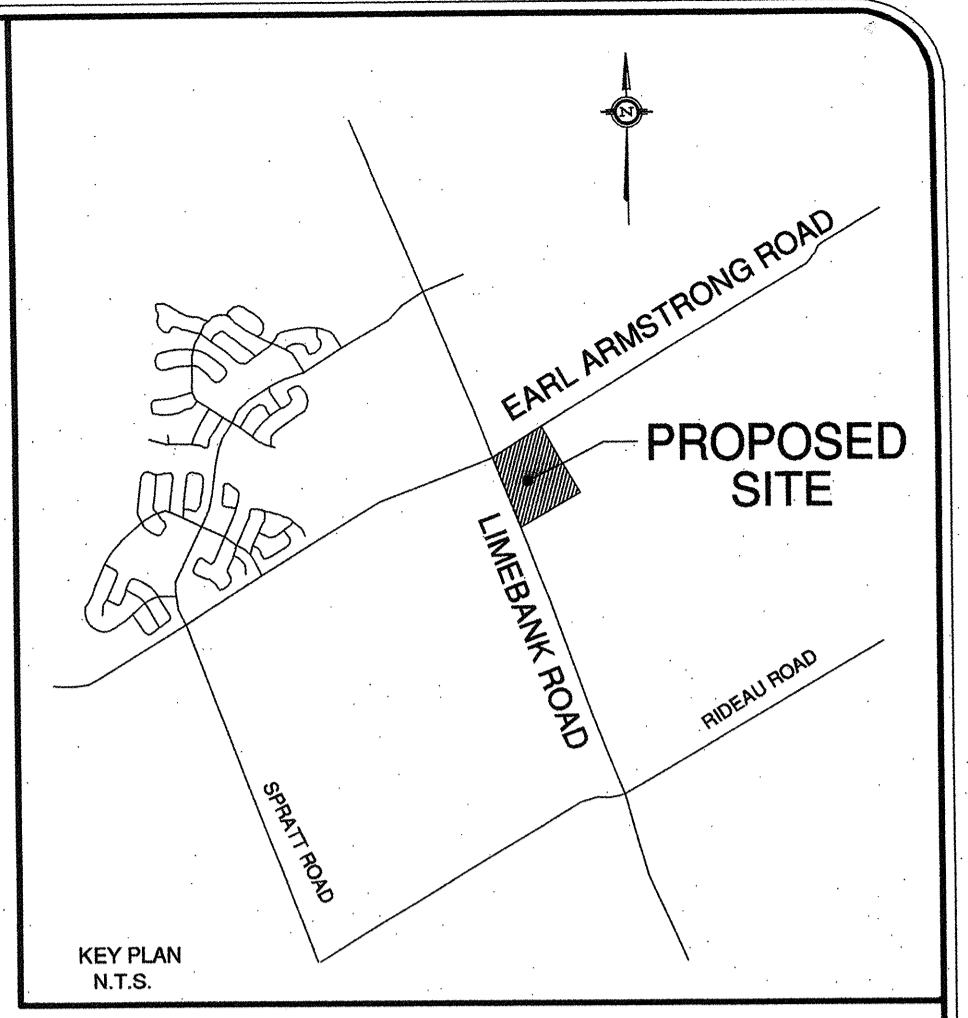 N
EARL ARMSTRONG ROAD
PROPOSED
SITE
LIMEBANK ROAD
RIDEAU ROAD
SPRATT ROAD
KEY PLAN
N.T.S.